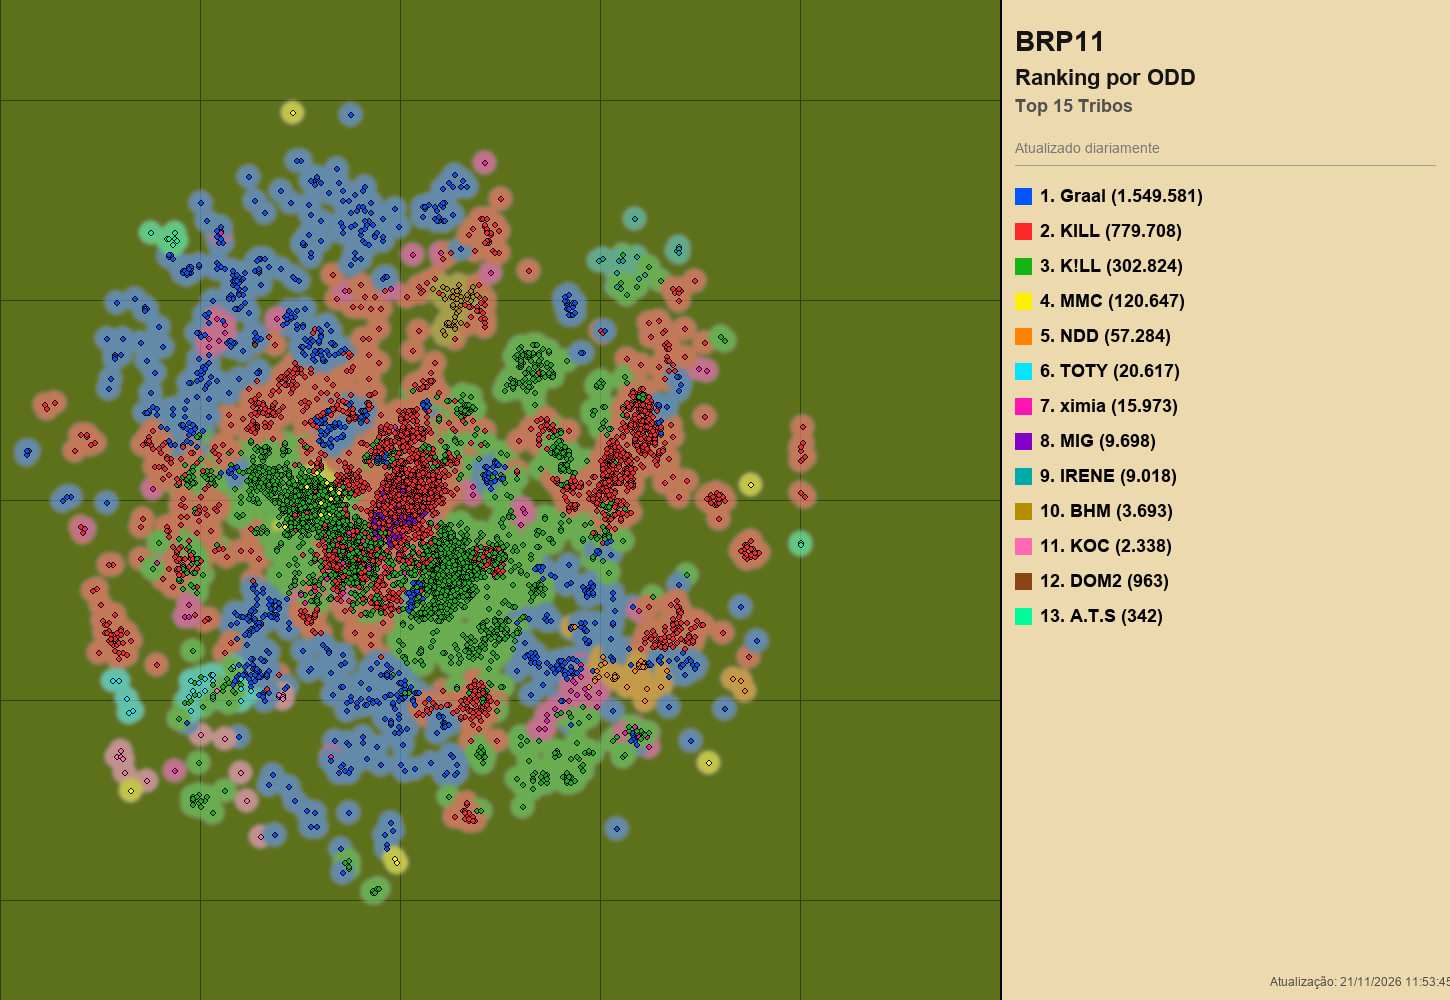 BRP11
Ranking por ODD
Top 15 Tribos
Atualizado diariamente
1. Graal (1.549.581)
2. KILL (779.708)
3. K!LL (302.824)
4. MMC (120.647)
5. NDD (57.284)
6. TOTY (20.617)
7. ximia (15.973)
8. MIG (9.698)
9. IRENE (9.018)
10. BHM (3.693)
11. KOC (2.338)
12. DOM2 (963)
13. A.T.S (342)
Atualização: 21/11/2026 11:53:45